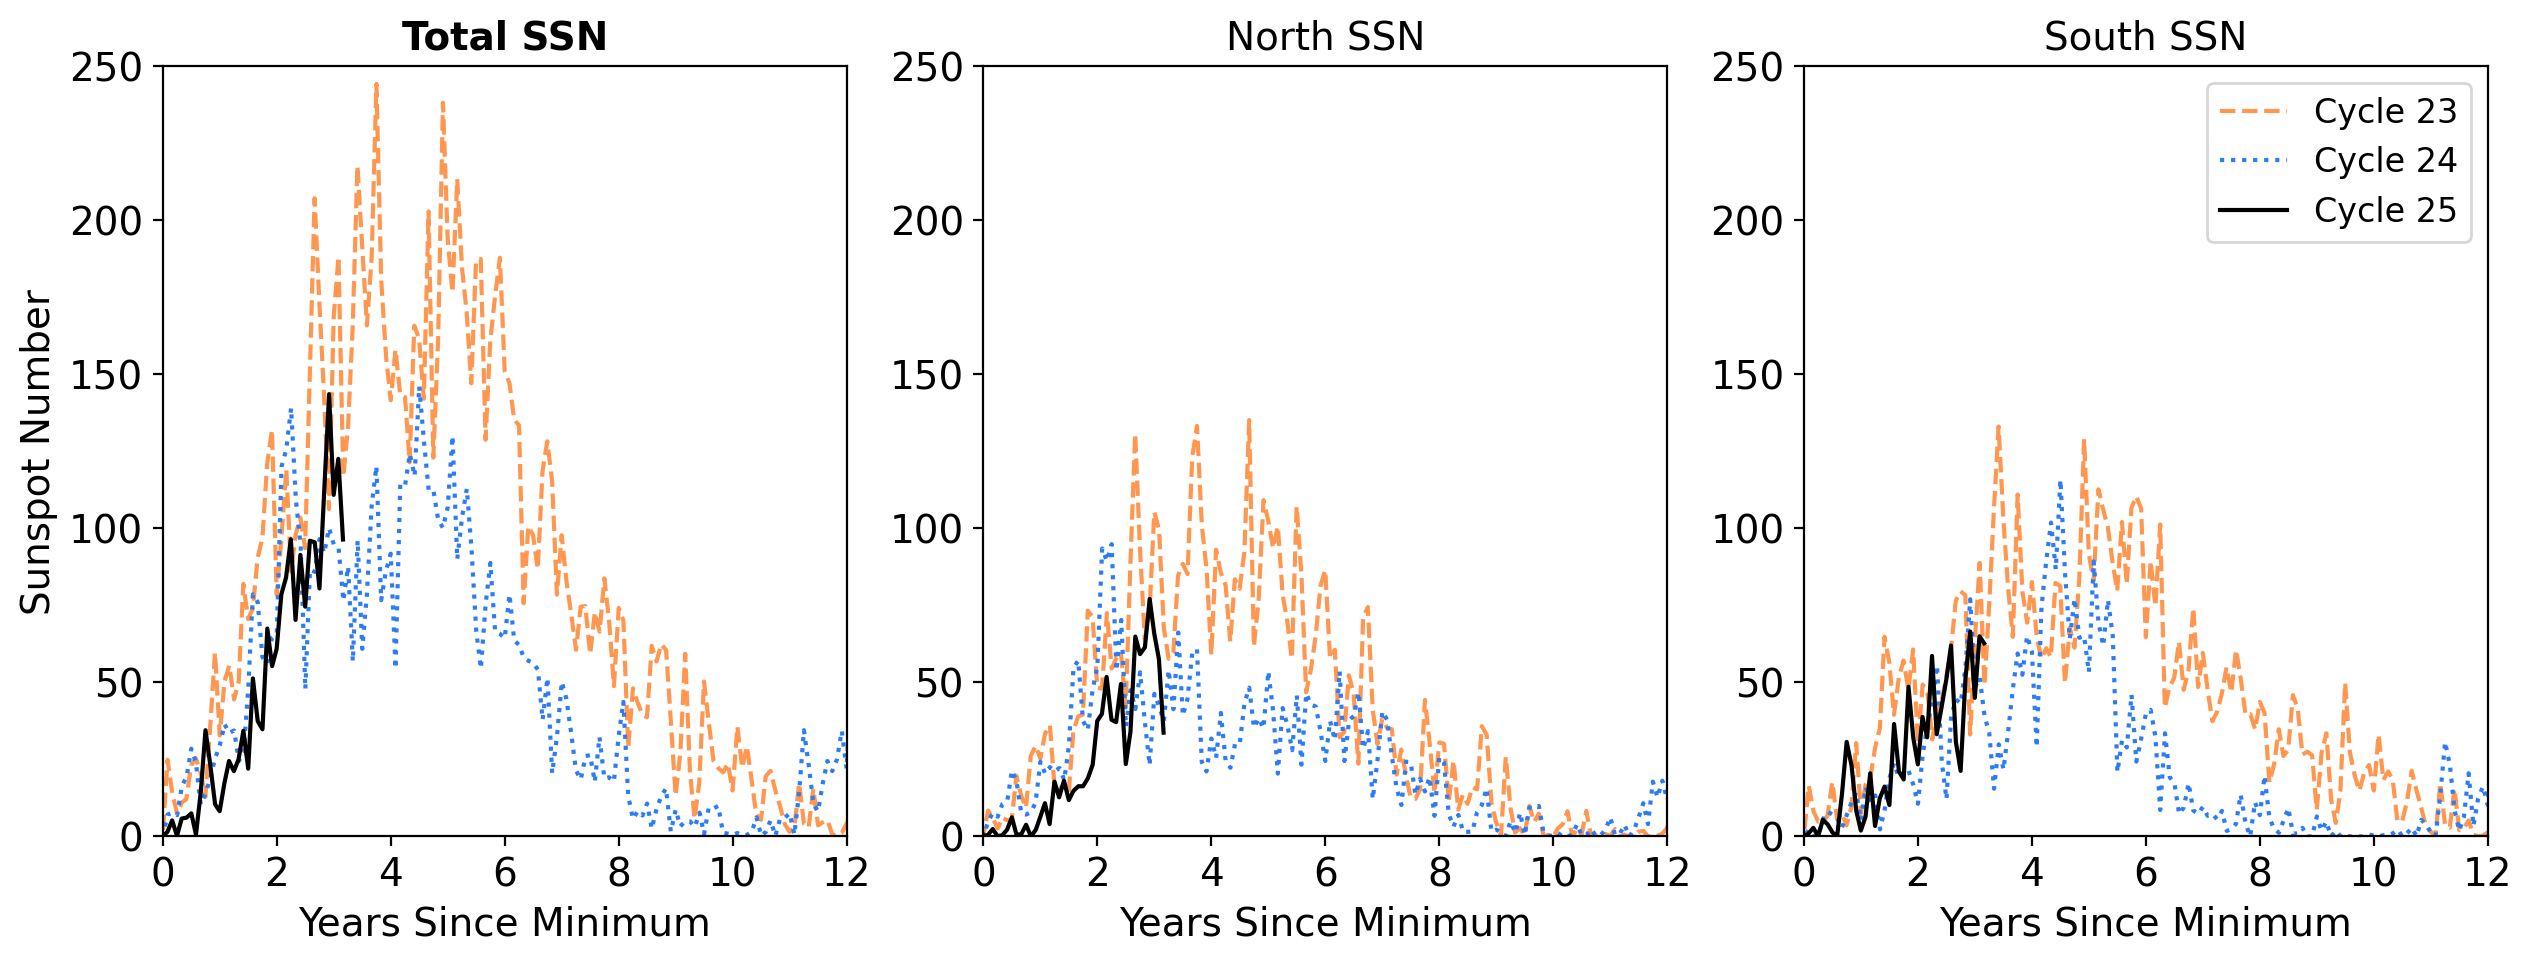 Total SSN
North SSN
South SSN
Sunspot Number
250
200
150
100
50
0
0 2 4 6 8 10 12
Years Since Minimum
250
200
150
100
50
0
0 2 4 6 8 10 12
Years Since Minimum
250
200
150
100
50
0
0 2 4 6 8 10 12
Years Since Minimum
Cycle 23
Cycle 24
Cycle 25